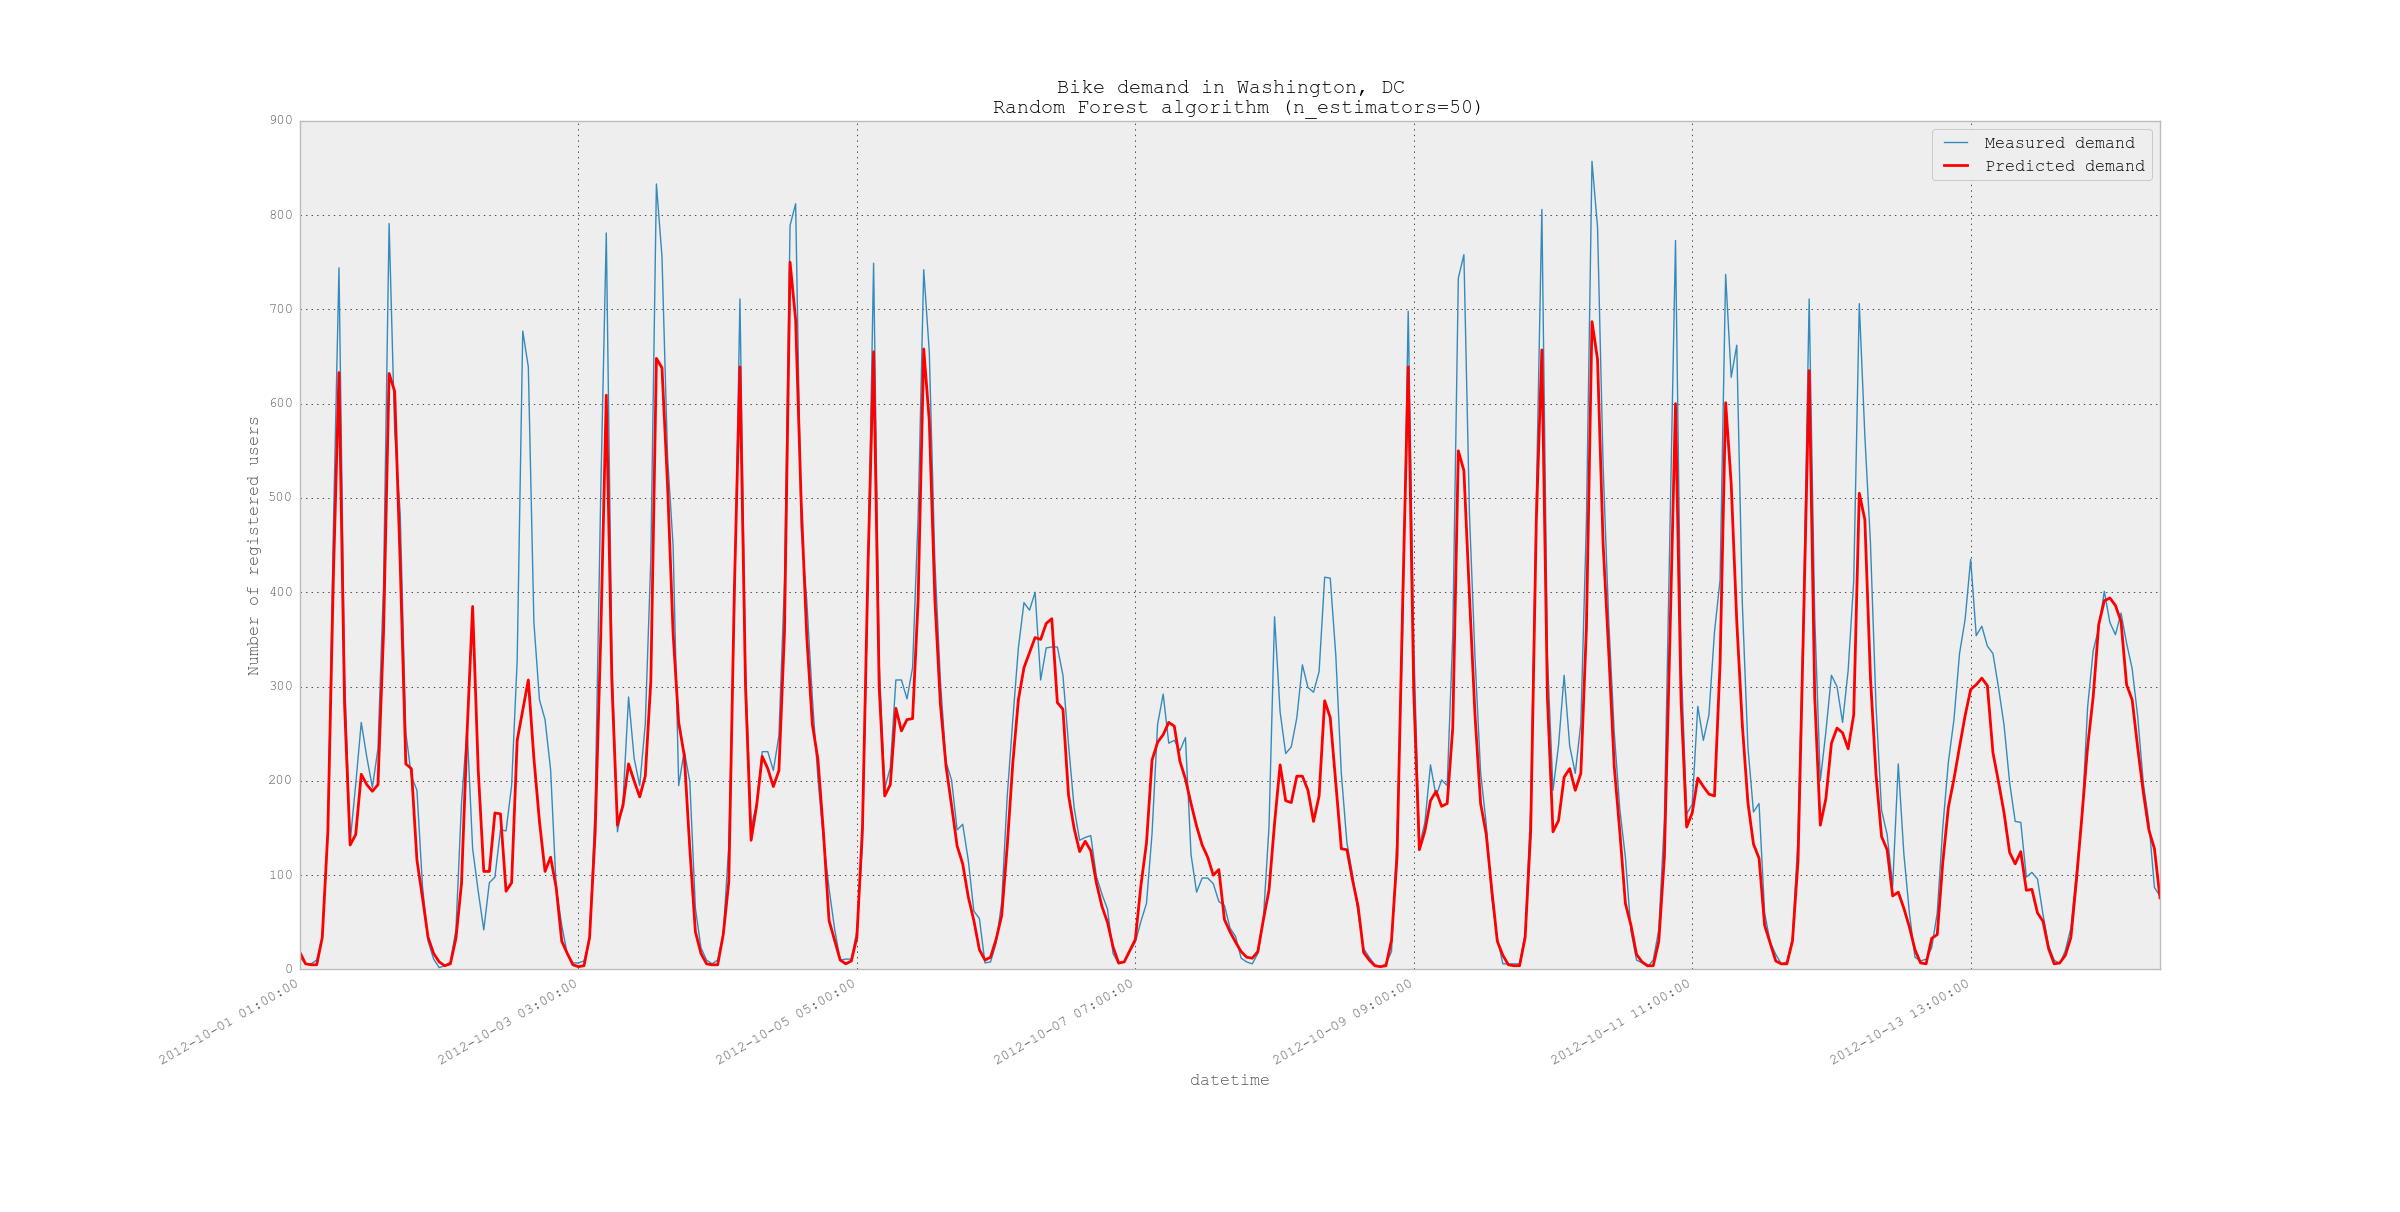 Bike demand in Washington, DC
Random Forest algorithm (n_estimators=50)
Measured demand
Predicted demand
900
800
700
600
500
400
300
200
100
0
Number of registered users
2012-10-01 01:00:00
2012-10-03 03:00:00
2012-10-05 05:00:00
2012-10-07 07:00:00
2012-10-09 09:00:00
2012-10-11 11:00:00
2012-10-13 13:00:00
datetime